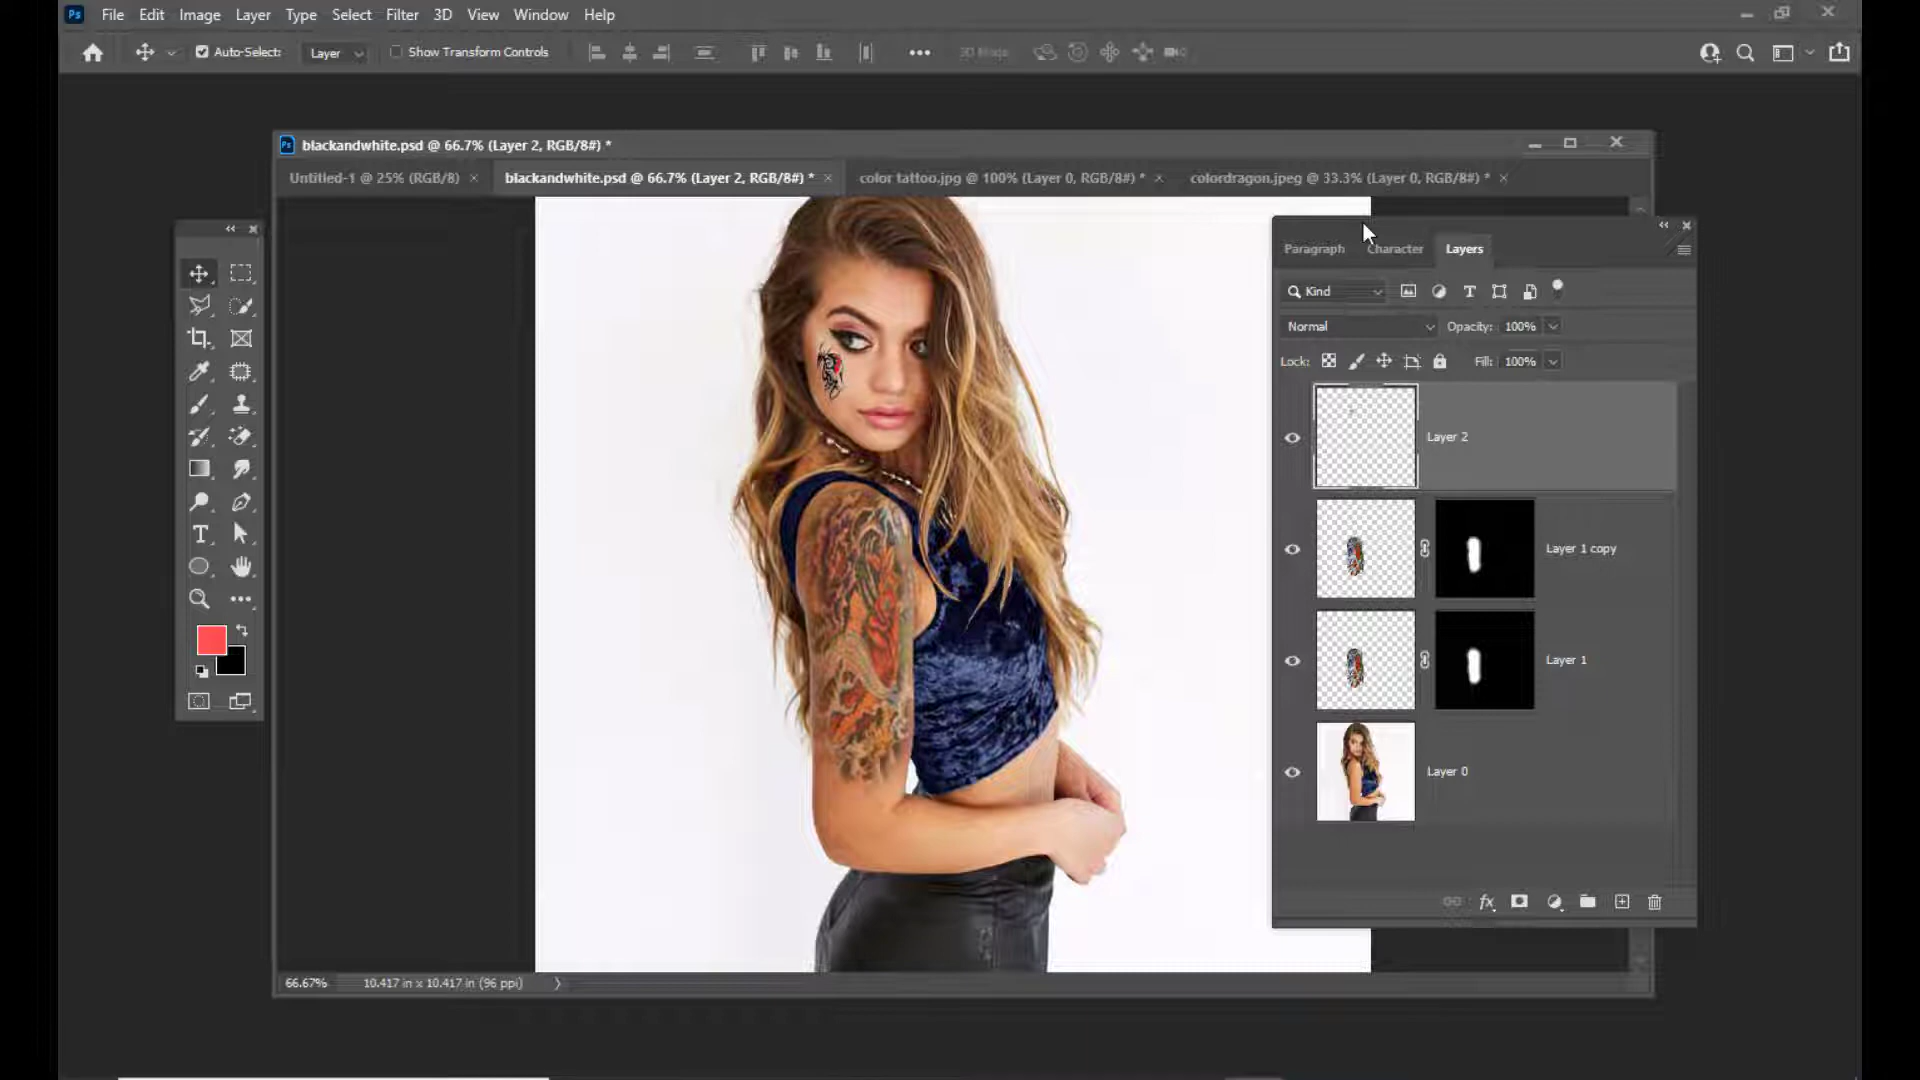 Ps File Edit Image Layer Type Select Filter 3D View Window Help
Auto-Select: Layer Show Transform Controls
Ps blackandwhite.psd @ 66.7% (Layer 2, RGB/8#) *
Untitled-1 @ 25% (RGB/8) blackandwhite.psd @ 66.7% (Layer 2, RGB/8#) * color tattoo.jpg @ 100% (Layer 0, RGB/8#) * colordragon.jpeg @ 33.3% (Layer 0, RGB/8#) *
Paragraph Character Layers
Kind
Normal Opacity: 100%
Lock: Fill: 100%
Layer 2
Layer 1 copy
Layer 1
Layer 0
fx
66.67% 10.417 in x 10.417 in (96 ppi)